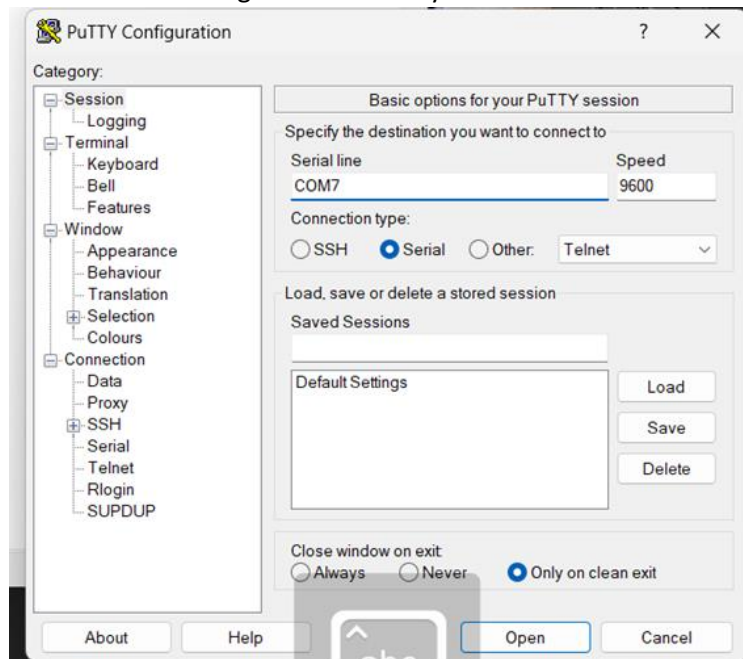 PuTTY Configuration ? X
Category:
Session
Logging
Terminal
Keyboard
Bell
Features
Window
Appearance
Behaviour
Translation
Selection
Colours
Connection
Data
Proxy
SSH
Serial
Telnet
Rlogin
SUPDUP
Basic options for your PuTTY session
Specify the destination you want to connect to
Serial line Speed
COM7 9600
Connection type:
SSH Serial Other: Telnet
Load, save or delete a stored session
Saved Sessions
Default Settings
Load
Save
Delete
Close window on exit:
Always Never Only on clean exit
About Help Open Cancel